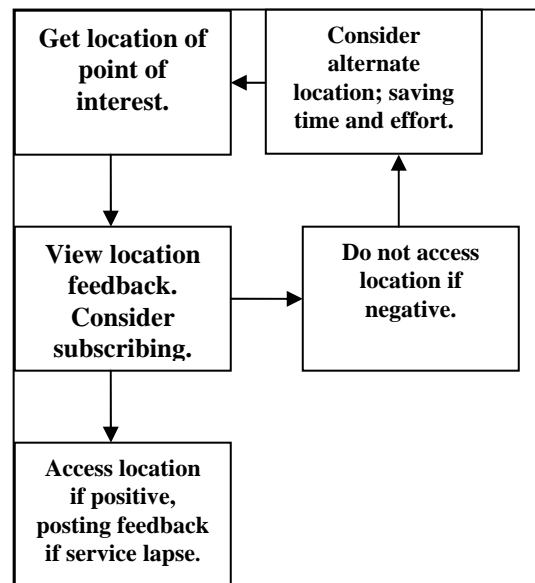 Get location of
point of
interest.
Consider
alternate
location; saving
time and effort.
View location
feedback.
Consider
subscribing.
Do not access
location if
negative.
Access location
if positive,
posting feedback
if service lapse.